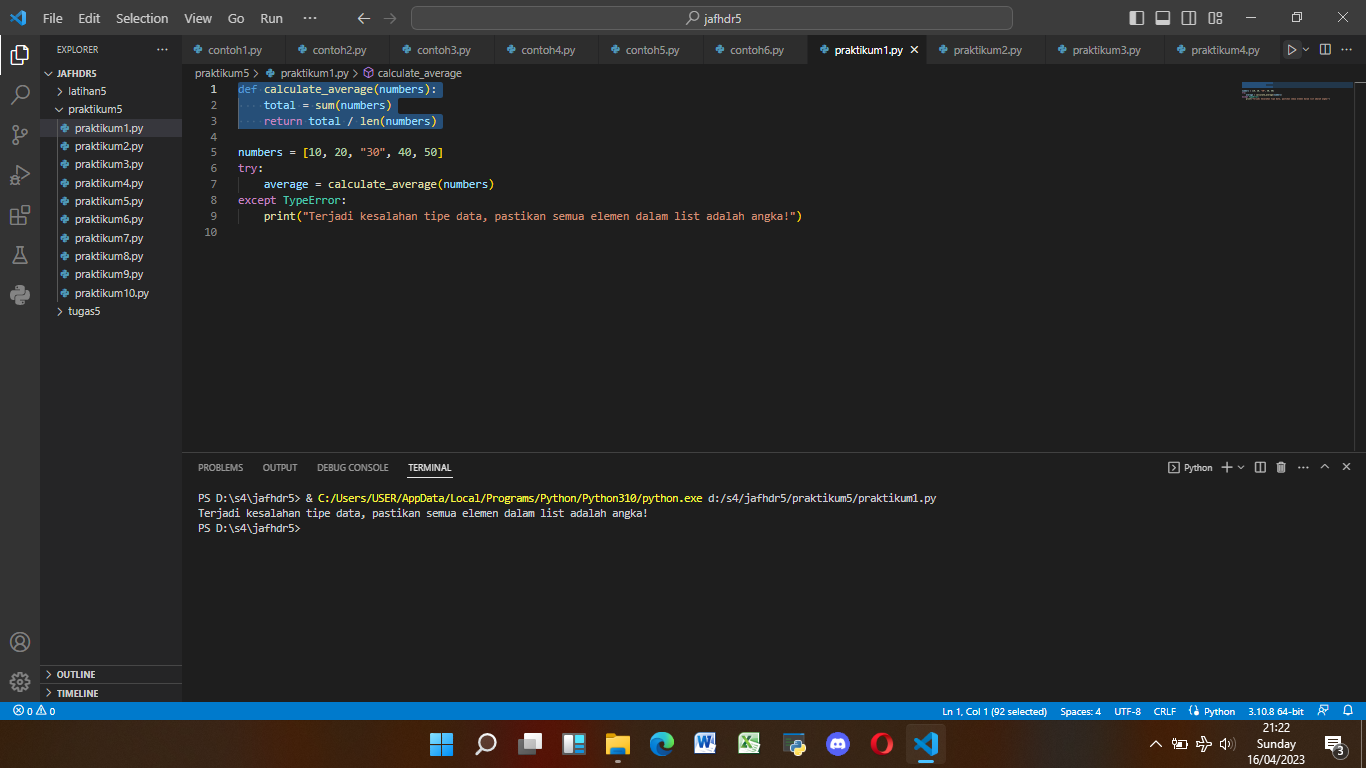 File Edit Selection View Go Run ··· jafhdr5
EXPLORER ···
contoh1.py contoh2.py contoh3.py contoh4.py contoh5.py contoh6.py praktikum1.py praktikum2.py praktikum3.py praktikum4.py
JAFHDR5
latihan5
praktikum5
praktikum1.py
praktikum2.py
praktikum3.py
praktikum4.py
praktikum5.py
praktikum6.py
praktikum7.py
praktikum8.py
praktikum9.py
praktikum10.py
tugas5
OUTLINE
TIMELINE
praktikum5 > praktikum1.py > calculate_average
1 def calculate_average(numbers):
2     total = sum(numbers)
3     return total / len(numbers)
4
5 numbers = [10, 20, "30", 40, 50]
6 try:
7     average = calculate_average(numbers)
8 except TypeError:
9     print("Terjadi kesalahan tipe data, pastikan semua elemen dalam list adalah angka!")
10
PROBLEMS OUTPUT DEBUG CONSOLE TERMINAL Python
PS D:\s4\jafhdr5> & C:/Users/USER/AppData/Local/Programs/Python/Python310/python.exe d:/s4/jafhdr5/praktikum5/praktikum1.py
Terjadi kesalahan tipe data, pastikan semua elemen dalam list adalah angka!
PS D:\s4\jafhdr5>
0 0 Ln 1, Col 1 (92 selected) Spaces: 4 UTF-8 CRLF Python 3.10.8 64-bit
21:22
Sunday
16/04/2023
3